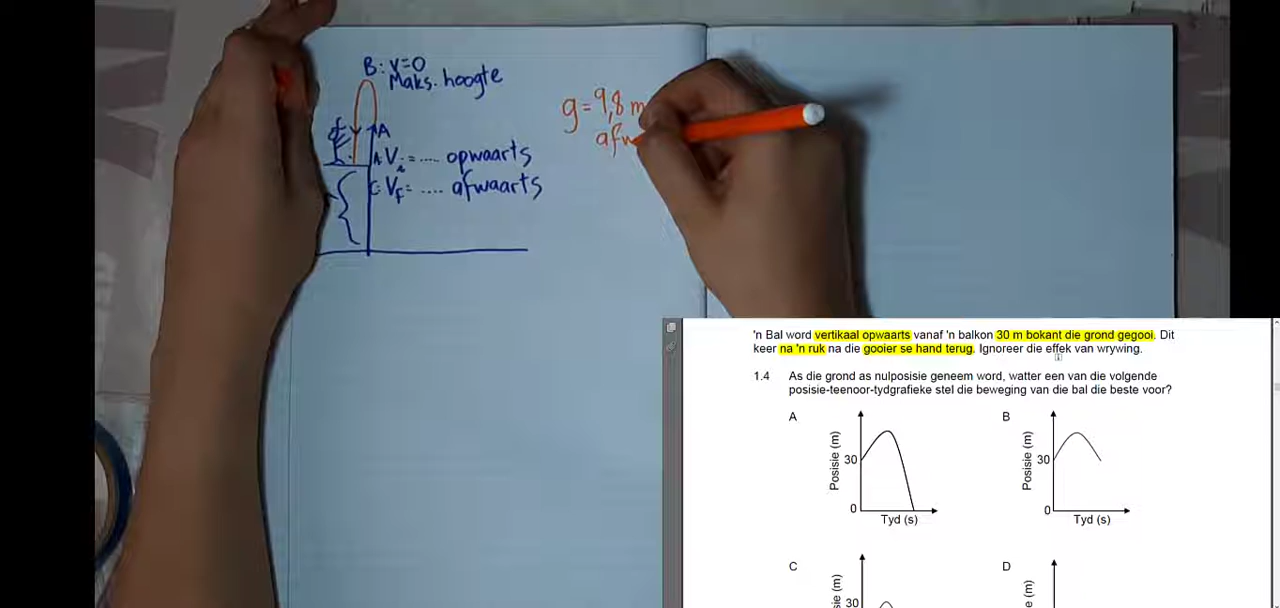 B: v=0
Maks. hoogte
A
A Vi = .... opwaarts
C: Vf = .... afwaarts
g = 9,8 m
afw
'n Bal word vertikaal opwaarts vanaf 'n balkon 30 m bokant die grond gegooi. Dit
keer na 'n ruk na die gooier se hand terug. Ignoreer die effek van wrywing.
1.4 As die grond as nulposisie geneem word, watter een van die volgende
posisie-teenoor-tydgrafieke stel die beweging van die bal die beste voor?
A
Posisie (m)
30
0
Tyd (s)
B
Posisie (m)
30
0
Tyd (s)
C
30
D